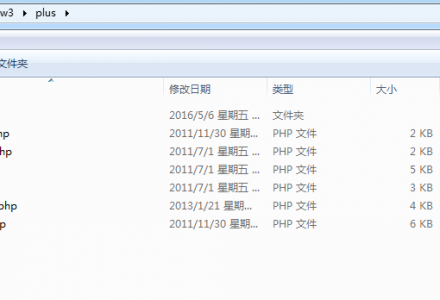 w3 ▸ plus ▸
文件夹
修改日期 类型 大小
2016/5/6 星期五 ... 文件夹
hp 2011/11/30 星期... PHP 文件 2 KB
hp 2011/7/1 星期五 ... PHP 文件 2 KB
2011/7/1 星期五 ... PHP 文件 5 KB
2011/7/1 星期五 ... PHP 文件 3 KB
php 2013/1/21 星期... PHP 文件 4 KB
p 2011/11/30 星期... PHP 文件 6 KB